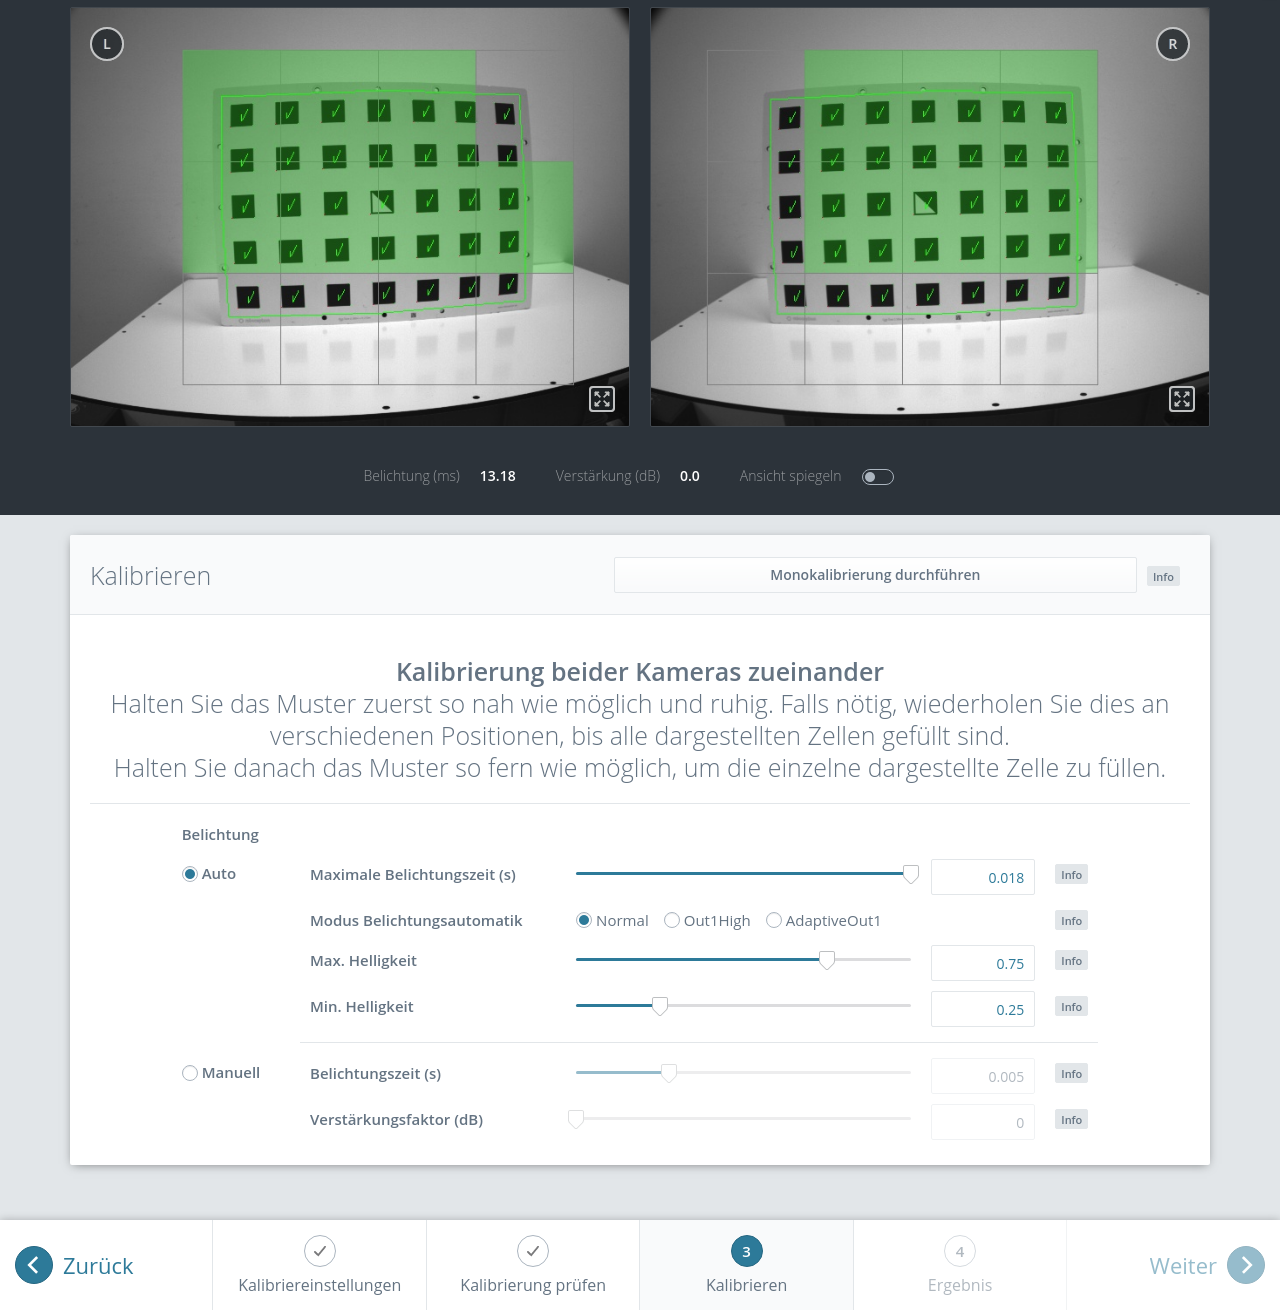 L
R
Belichtung (ms) 13.18 Verstärkung (dB) 0.0 Ansicht spiegeln
Kalibrieren
Monokalibrierung durchführen
Info
Kalibrierung beider Kameras zueinander
Halten Sie das Muster zuerst so nah wie möglich und ruhig. Falls nötig, wiederholen Sie dies an
verschiedenen Positionen, bis alle dargestellten Zellen gefüllt sind.
Halten Sie danach das Muster so fern wie möglich, um die einzelne dargestellte Zelle zu füllen.
Belichtung
Auto
Maximale Belichtungszeit (s) 0.018 Info
Modus Belichtungsautomatik Normal Out1High AdaptiveOut1 Info
Max. Helligkeit 0.75 Info
Min. Helligkeit 0.25 Info
Manuell
Belichtungszeit (s) 0.005 Info
Verstärkungsfaktor (dB) 0 Info
Zurück
Kalibriereinstellungen
Kalibrierung prüfen
3
Kalibrieren
4
Ergebnis
Weiter